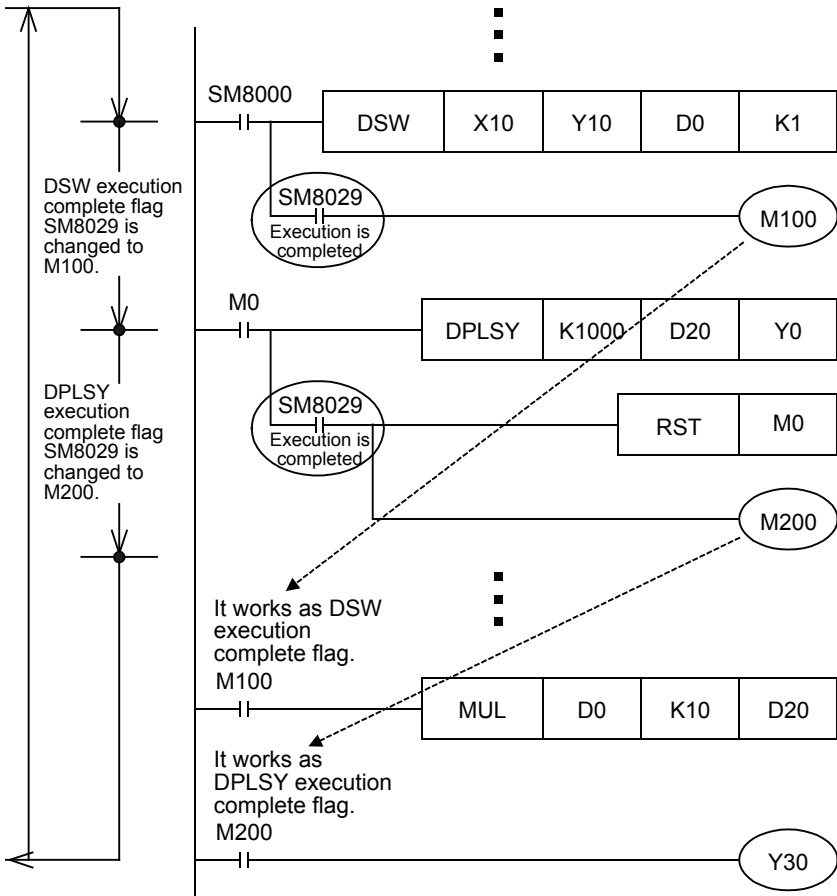 SM8000
DSW X10 Y10 D0 K1
DSW execution
complete flag
SM8029 is
changed to
M100.
SM8029
Execution is
completed
M100
M0
DPLSY K1000 D20 Y0
DPLSY
execution
complete flag
SM8029 is
changed to
M200.
SM8029
Execution is
completed
RST M0
M200
It works as DSW
execution
complete flag.
M100
MUL D0 K10 D20
It works as
DPLSY execution
complete flag.
M200
Y30